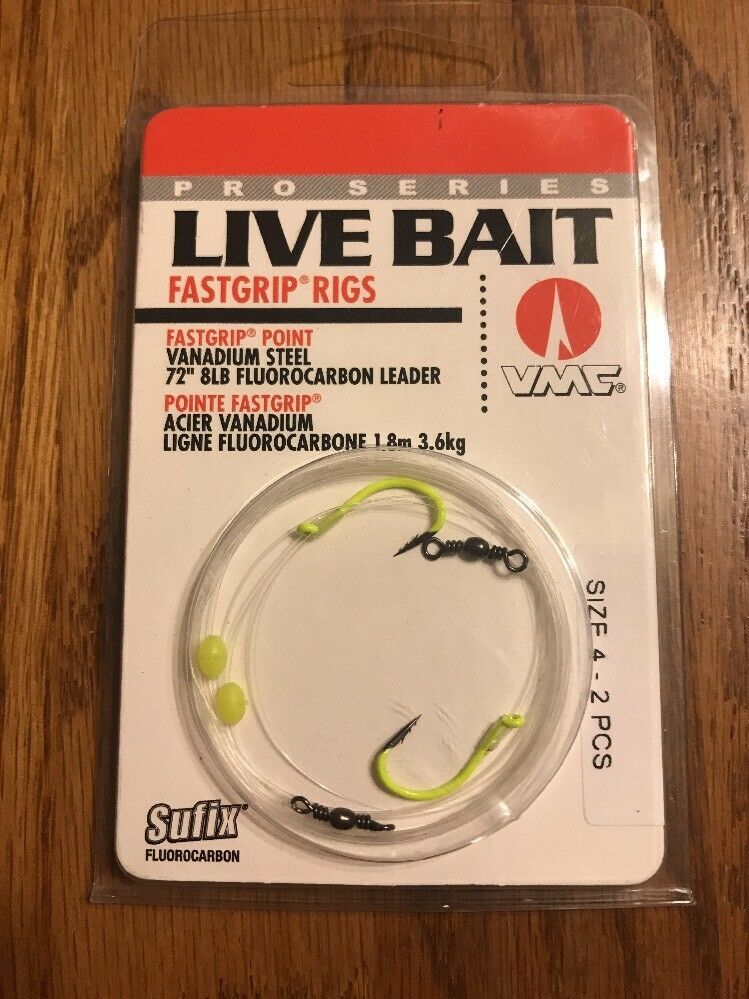 PRO SERIES
LIVE BAIT
FASTGRIP® RIGS
FASTGRIP® POINT
VANADIUM STEEL
72" 8LB FLUOROCARBON LEADER
POINTE FASTGRIP®
ACIER VANADIUM
LIGNE FLUOROCARBONE 1.8m 3.6kg
VMC®
SIZE 4 - 2 PCS
Sufix®
FLUOROCARBON